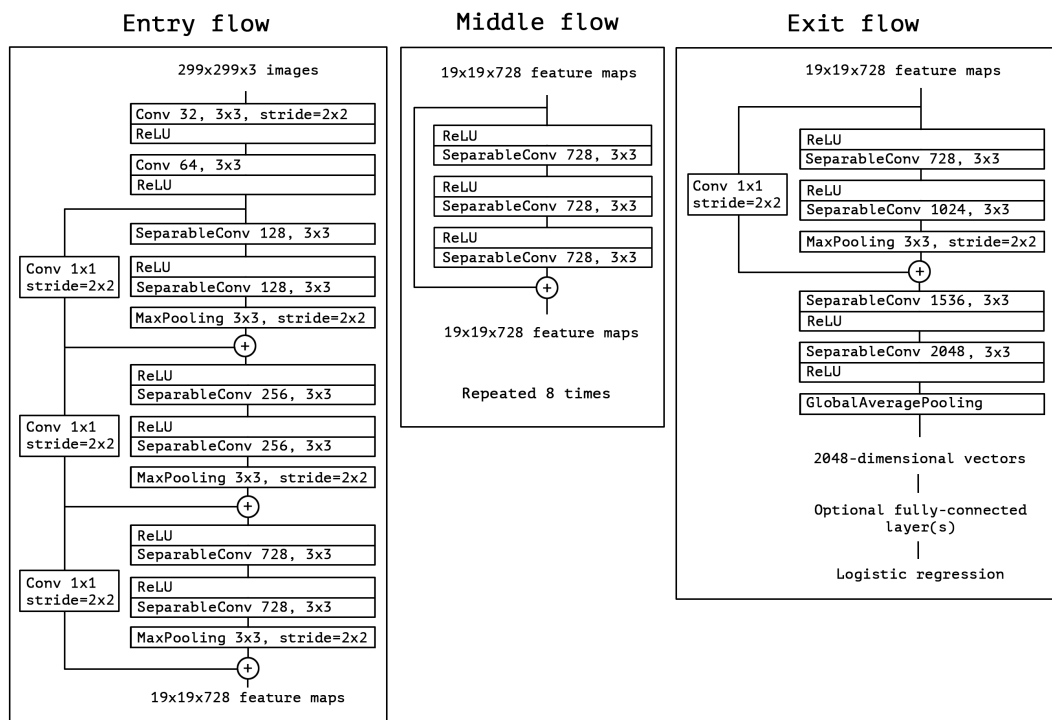 Entry flow
299x299x3 images
Conv 32, 3x3, stride=2x2
ReLU
Conv 64, 3x3
ReLU
SeparableConv 128, 3x3
Conv 1x1
stride=2x2
ReLU
SeparableConv 128, 3x3
MaxPooling 3x3, stride=2x2
+
ReLU
SeparableConv 256, 3x3
Conv 1x1
stride=2x2
ReLU
SeparableConv 256, 3x3
MaxPooling 3x3, stride=2x2
+
ReLU
SeparableConv 728, 3x3
Conv 1x1
stride=2x2
ReLU
SeparableConv 728, 3x3
MaxPooling 3x3, stride=2x2
+
19x19x728 feature maps
Middle flow
19x19x728 feature maps
ReLU
SeparableConv 728, 3x3
ReLU
SeparableConv 728, 3x3
ReLU
SeparableConv 728, 3x3
+
19x19x728 feature maps
Repeated 8 times
Exit flow
19x19x728 feature maps
ReLU
SeparableConv 728, 3x3
Conv 1x1
stride=2x2
ReLU
SeparableConv 1024, 3x3
MaxPooling 3x3, stride=2x2
+
SeparableConv 1536, 3x3
ReLU
SeparableConv 2048, 3x3
ReLU
GlobalAveragePooling
2048-dimensional vectors
Optional fully-connected
layer(s)
Logistic regression